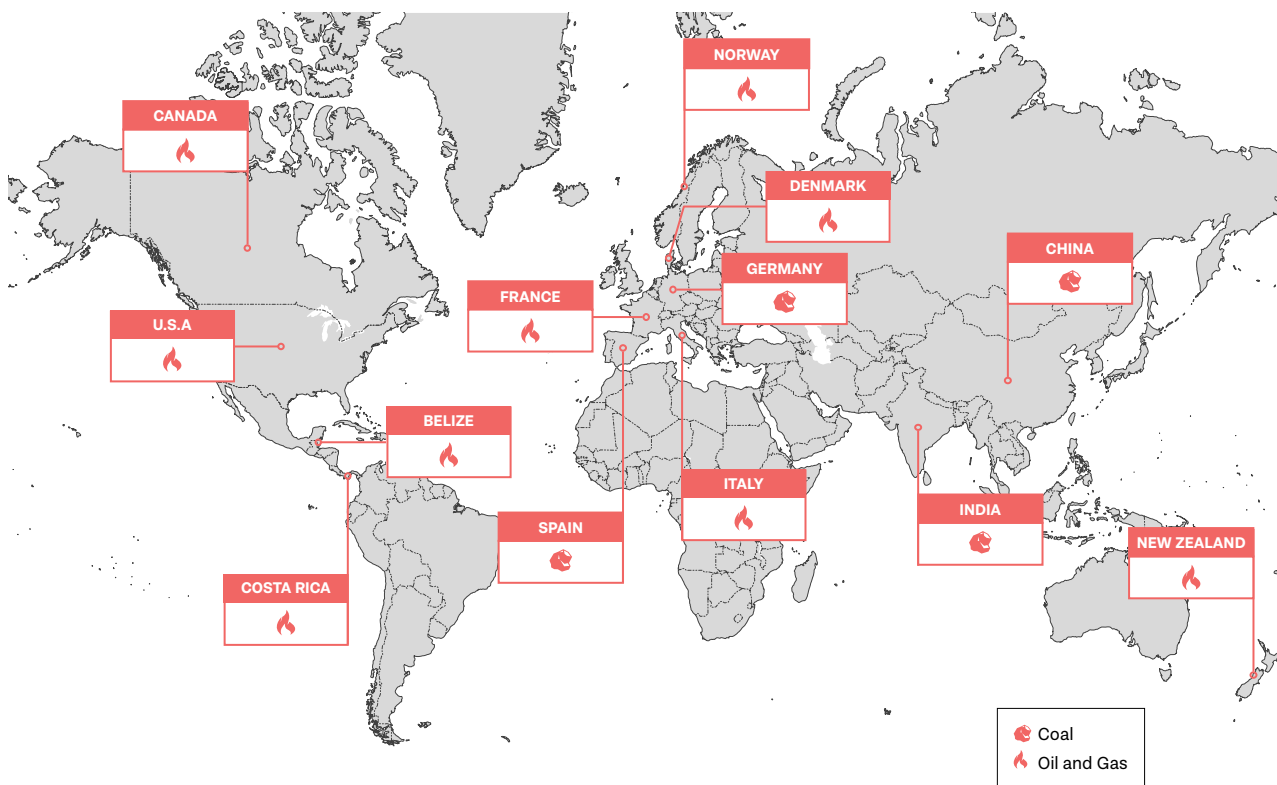 NORWAY
CANADA
DENMARK
CHINA
GERMANY
FRANCE
U.S.A
BELIZE
ITALY
INDIA
SPAIN
NEW ZEALAND
COSTA RICA
Coal
Oil and Gas